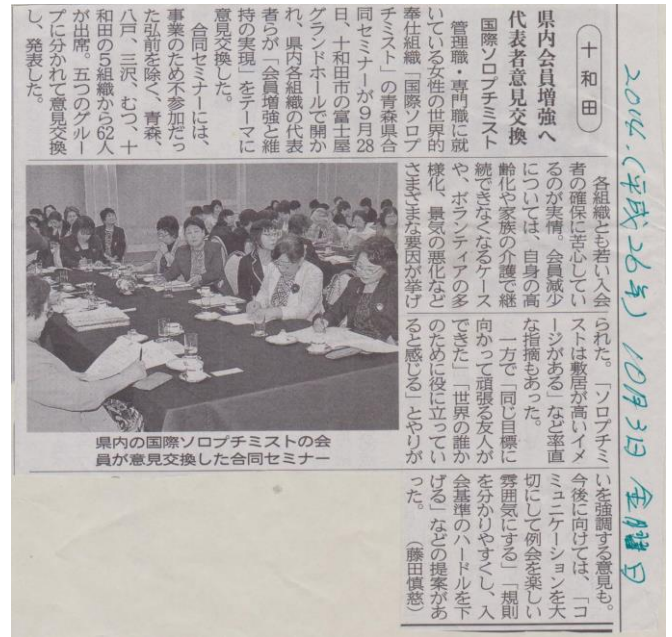 十和田
県内会員増強へ
代表者意見交換
国際ソロプチミスト
管理職・専門職に就
いている女性の世界的
奉仕組織「国際ソロプ
チミスト」の青森県合
同セミナーが9月28
日、十和田市の富士屋
グランドホールで開か
れ、県内各組織の代表
者らが「会員増強と維
持の実現」をテーマに
意見交換した。
合同セミナーには、
事業のため不参加だっ
た弘前を除く、青森、
八戸、三沢、むつ、十
和田の5組織から62人
が出席。五つのグルー
プに分かれて意見交換
し、発表した。
各組織とも若い入会
者の確保に苦心してい
るのが実情。会員減少
については、自身の高
齢化や家族の介護で継
続できなくなるケース
や、ボランティアの多
様化、景気の悪化など
さまざまな要因が挙げ
られた。「ソロプチミ
ストは敷居が高いイメ
ージがある」など率直
な指摘もあった。
一方で「同じ目標に
向かって頑張る友人が
できた」「世界の誰か
のために役に立ってい
ると感じる」とやりが
いを強調する意見も。
今後に向けては、「コ
ミュニケーションを大
切にして例会を楽しい
雰囲気にする」「規則
を分かりやすくし、入
会基準のハードルを下
げる」などの提案があ
った。 (藤田慎慈)
県内の国際ソロプチミストの会
員が意見交換した合同セミナー
2014.(平成26年) 10月3日 金曜日